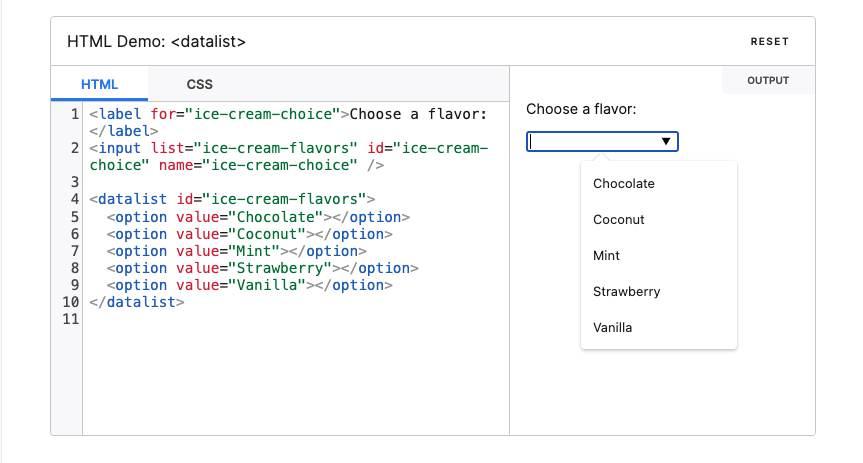 HTML Demo: <datalist>
RESET
HTML
CSS
OUTPUT
1 <label for="ice-cream-choice">Choose a flavor:
</label>
2 <input list="ice-cream-flavors" id="ice-cream-
choice" name="ice-cream-choice" />
3
4 <datalist id="ice-cream-flavors">
5   <option value="Chocolate"></option>
6   <option value="Coconut"></option>
7   <option value="Mint"></option>
8   <option value="Strawberry"></option>
9   <option value="Vanilla"></option>
10 </datalist>
11
Choose a flavor:
Chocolate
Coconut
Mint
Strawberry
Vanilla